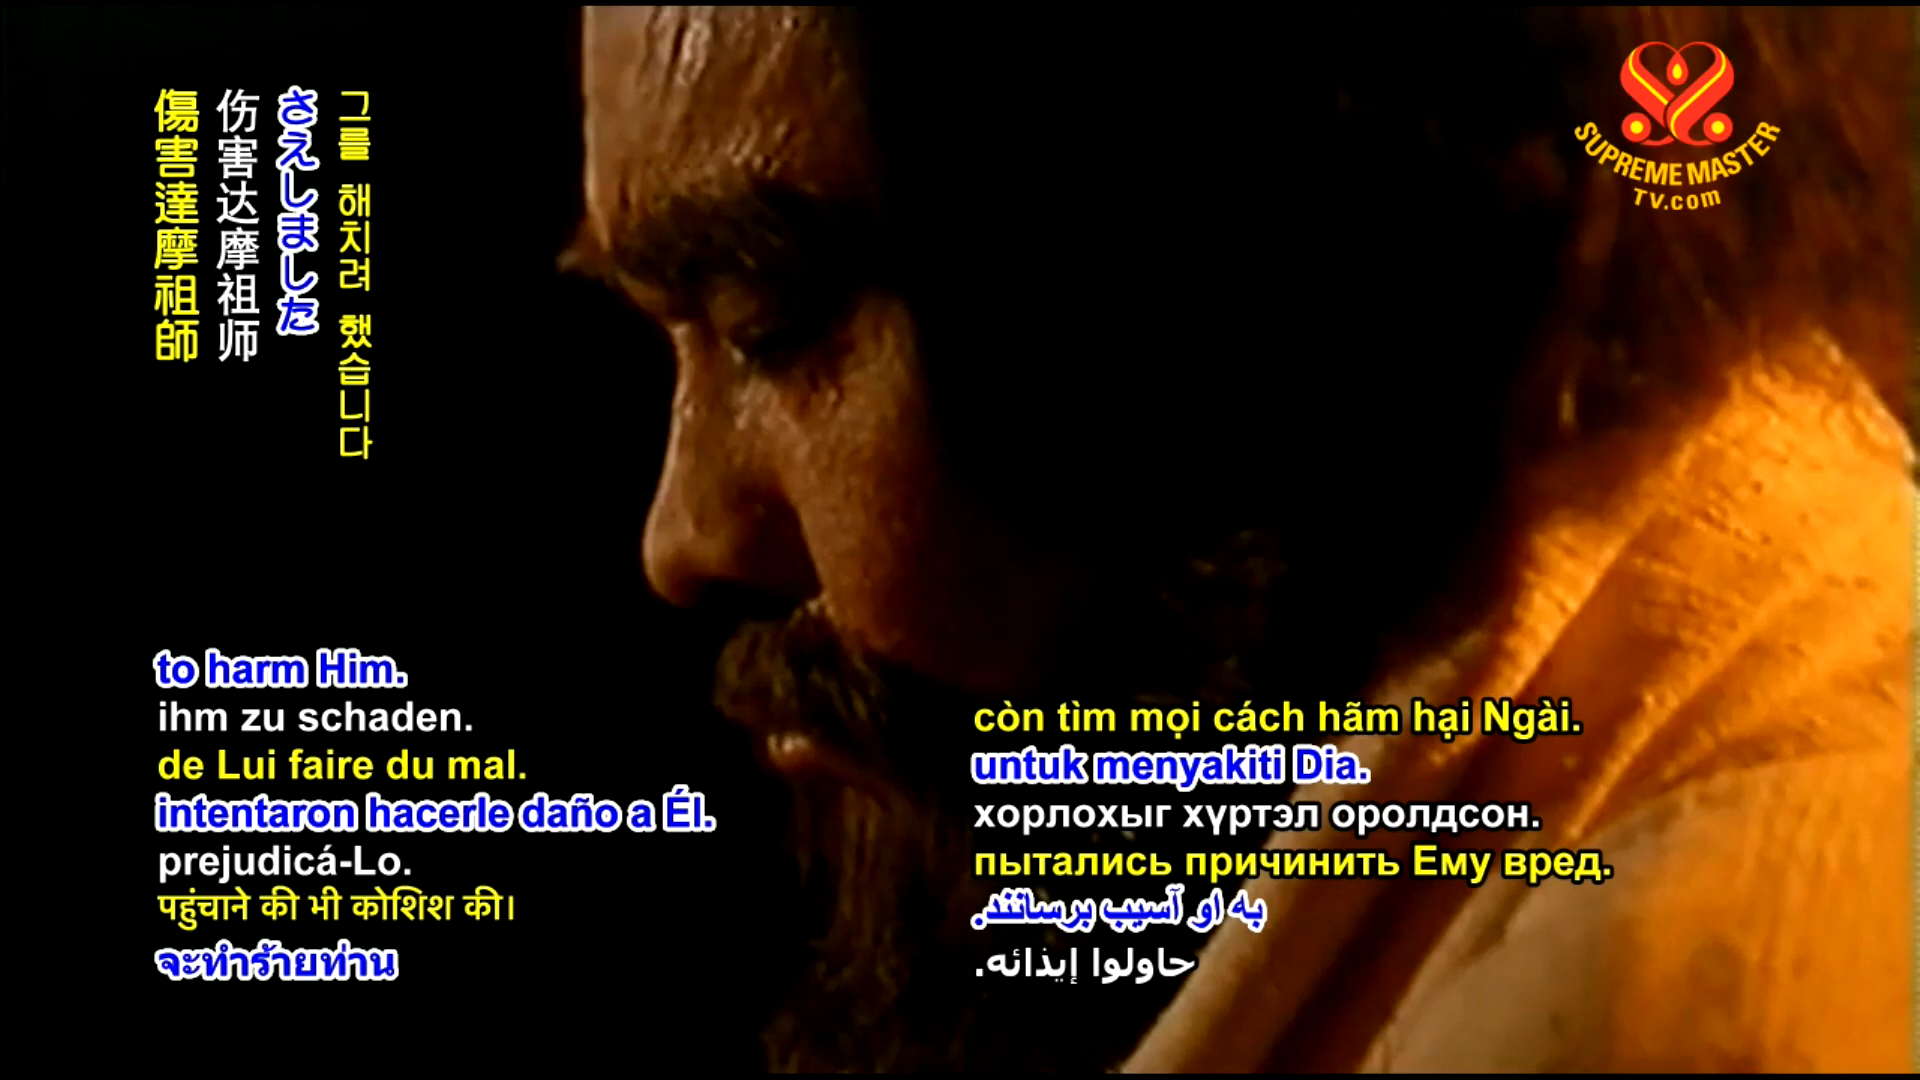 傷害達摩祖師
伤害达摩祖师
さえしました
그를 해치려 했습니다
SUPREME MASTER
TV.com
to harm Him.
ihm zu schaden.
de Lui faire du mal.
intentaron hacerle daño a Él.
prejudicá-Lo.
पहुंचाने की भी कोशिश की।
จะทำร้ายท่าน
còn tìm mọi cách hãm hại Ngài.
untuk menyakiti Dia.
хорлохыг хүртэл оролдсон.
пытались причинить Ему вред.
به او آسیب برسانند.
حاولوا إيذائه.